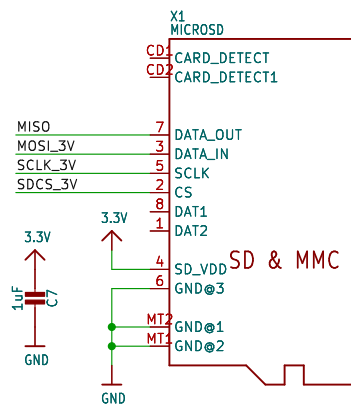 X1
MICROSD
CD1 CARD_DETECT
CD2 CARD_DETECT1
MISO 7 DATA_OUT
MOSI_3V 3 DATA_IN
SCLK_3V 5 SCLK
SDCS_3V 2 CS
8 DAT1
1 DAT2
3.3V
3.3V
4 SD_VDD
SD & MMC
6 GND@3
1uF C7
MT2 GND@1
MT1 GND@2
GND
GND